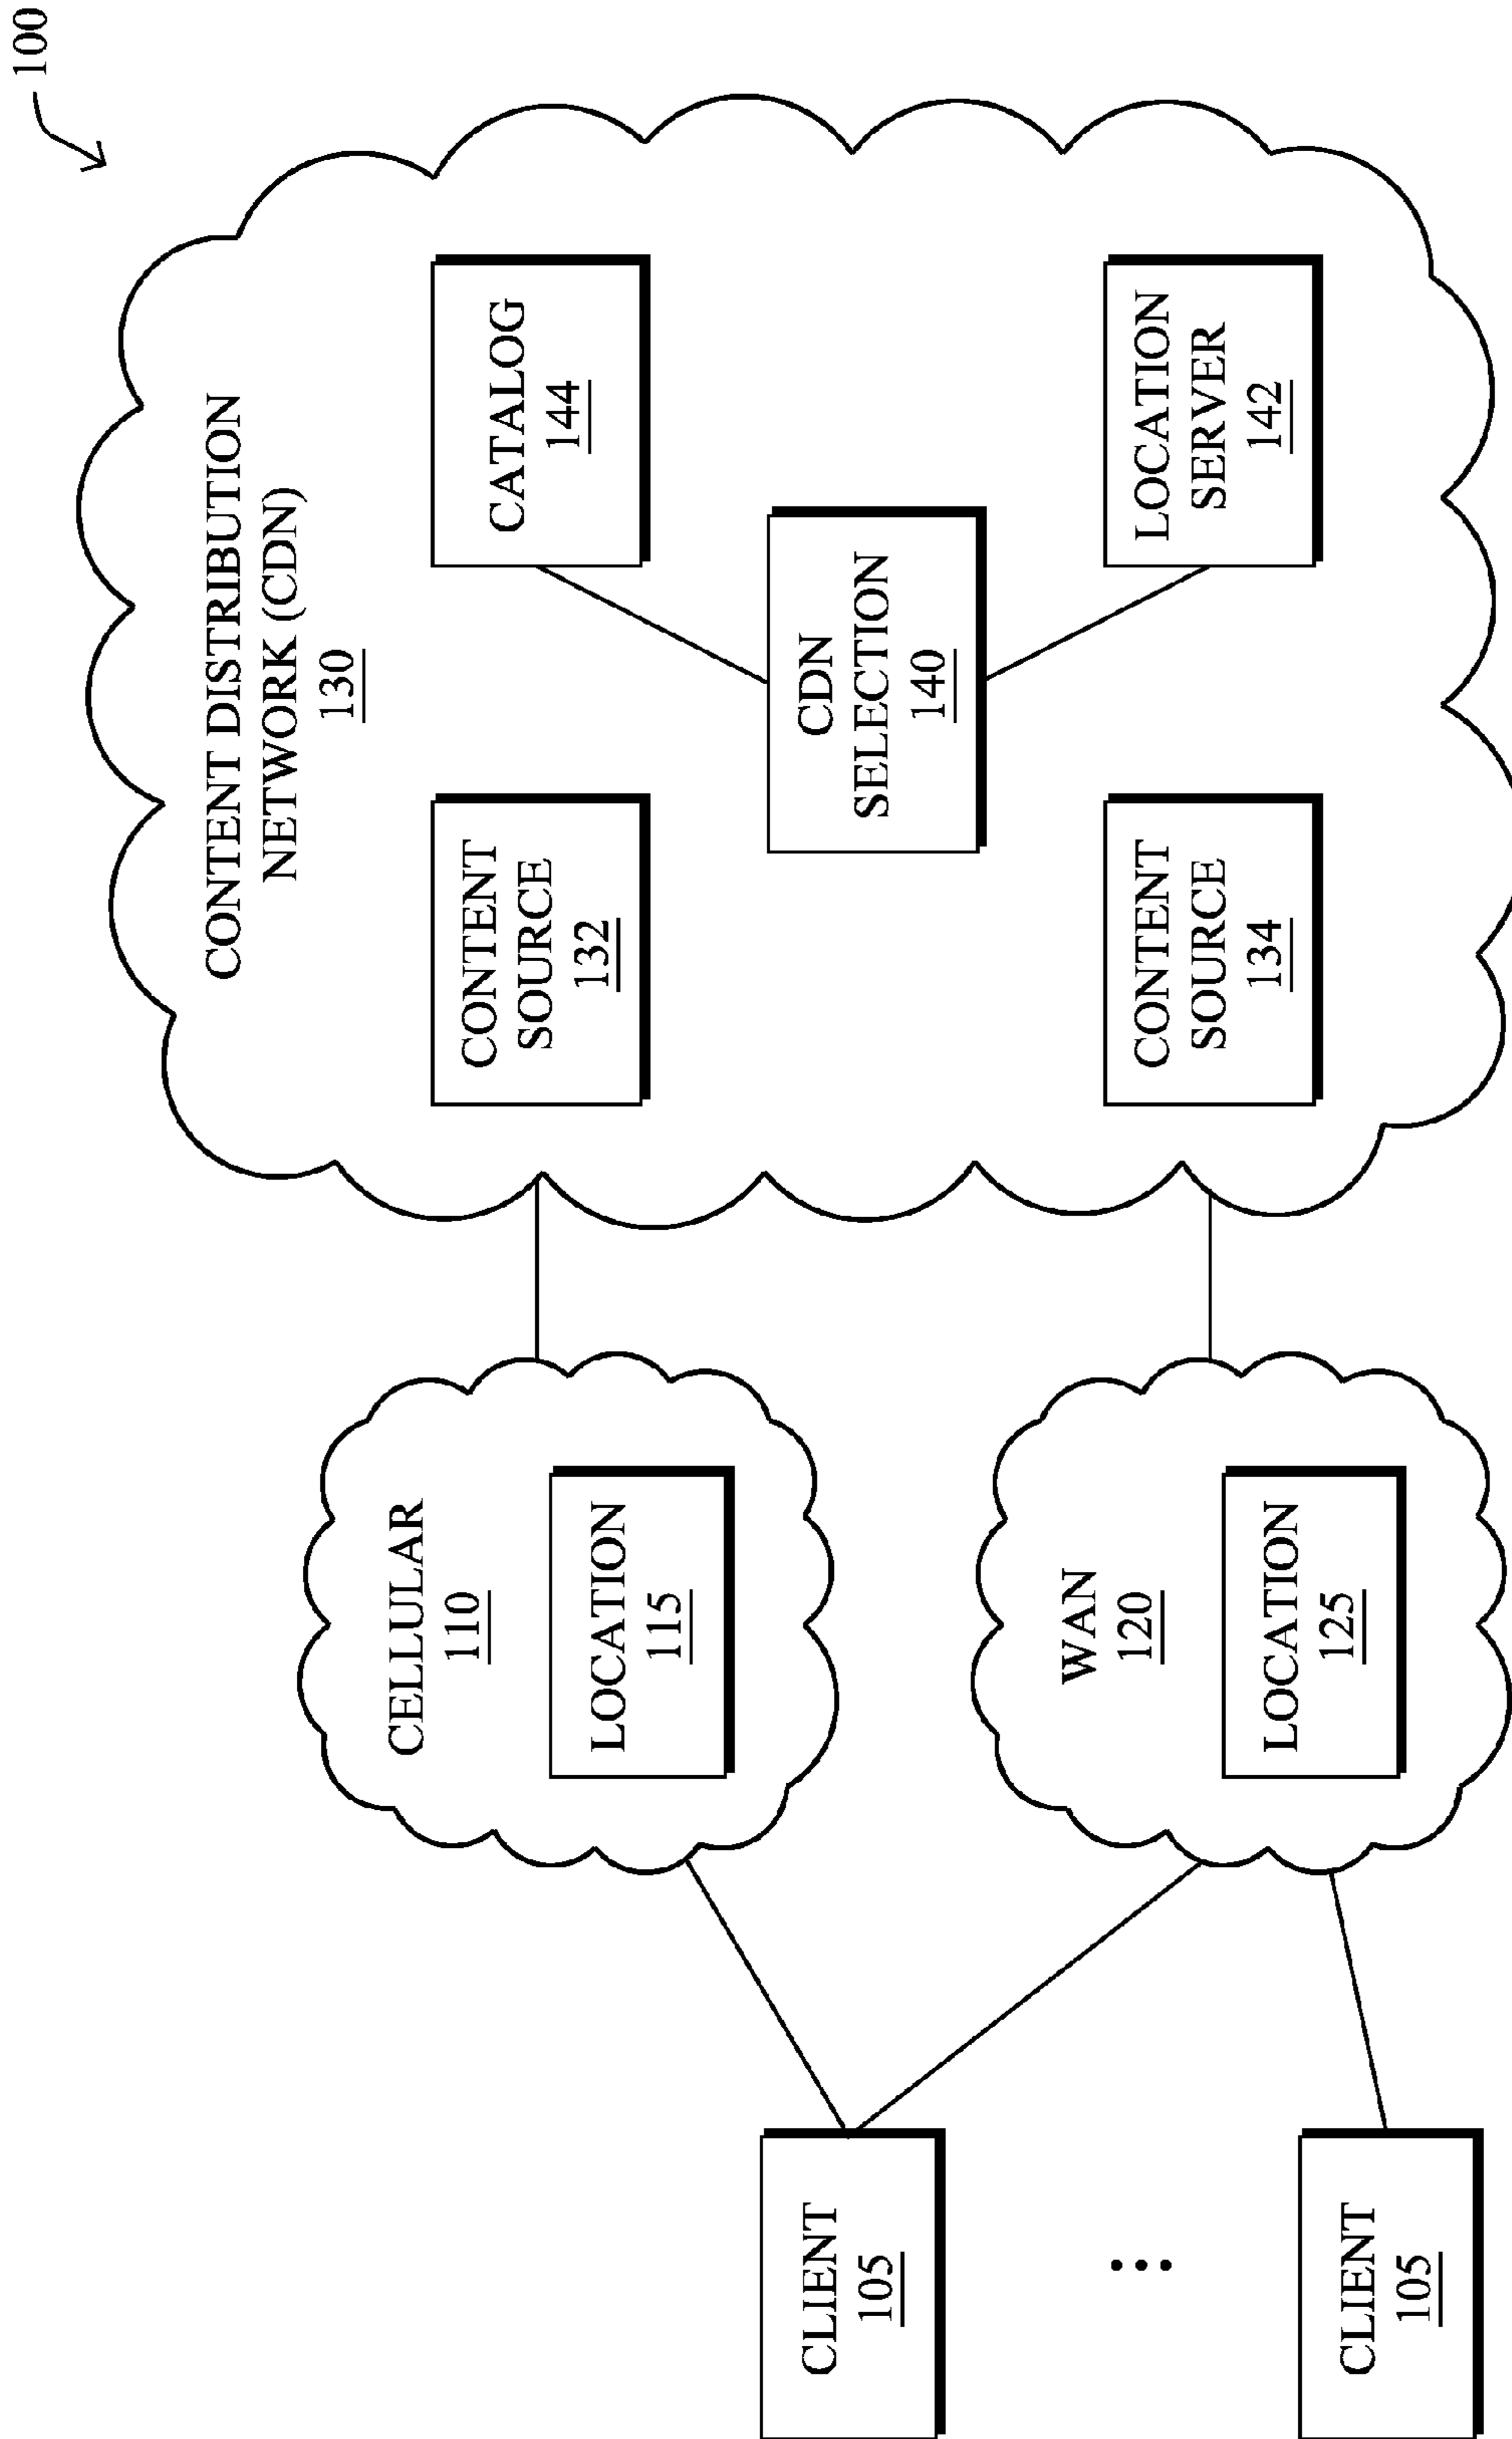 100
CONTENT DISTRIBUTION
NETWORK (CDN)
130
CONTENT
SOURCE
132
CATALOG
144
CDN
SELECTION
140
CONTENT
SOURCE
134
LOCATION
SERVER
142
CELLULAR
110
LOCATION
115
WAN
120
LOCATION
125
CLIENT
105
CLIENT
105